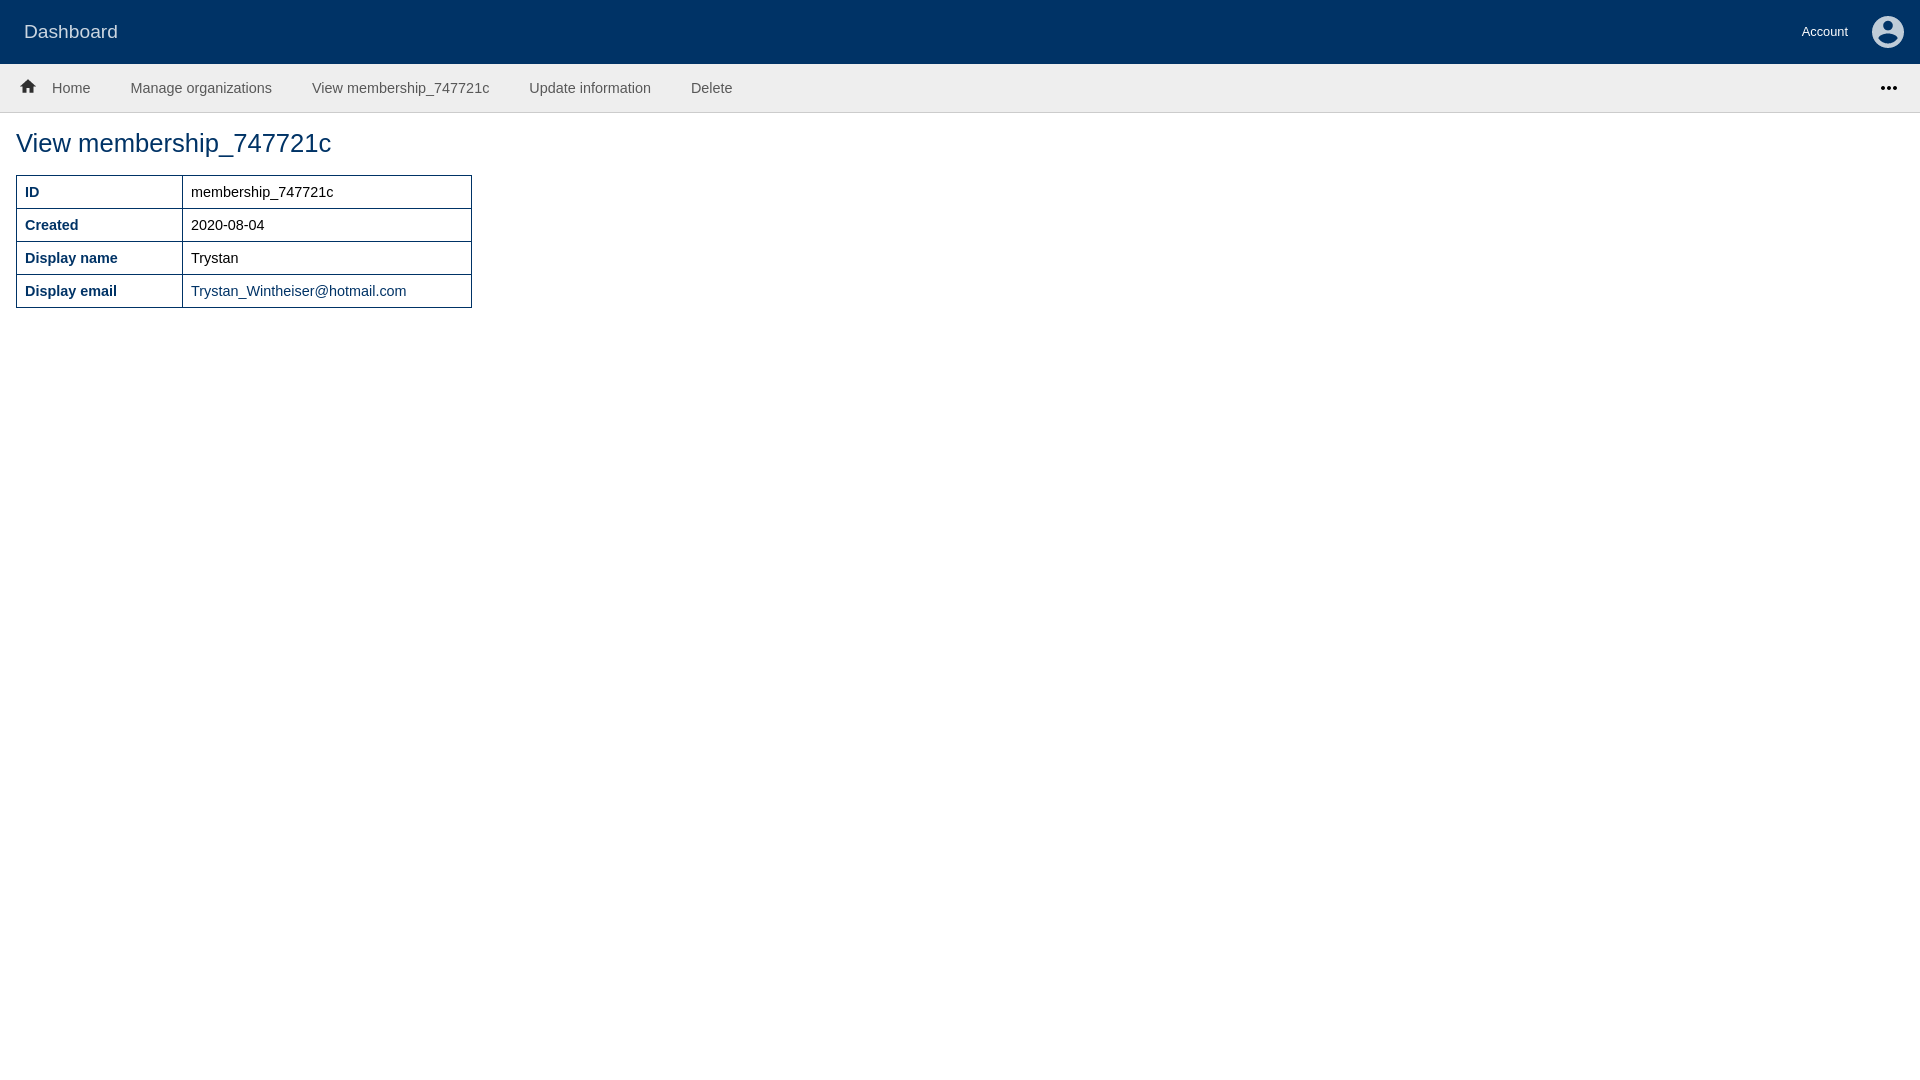 Dashboard
Account
Home Manage organizations View membership_747721c Update information Delete
View membership_747721c
ID membership_747721c
Created 2020-08-04
Display name Trystan
Display email Trystan_Wintheiser@hotmail.com